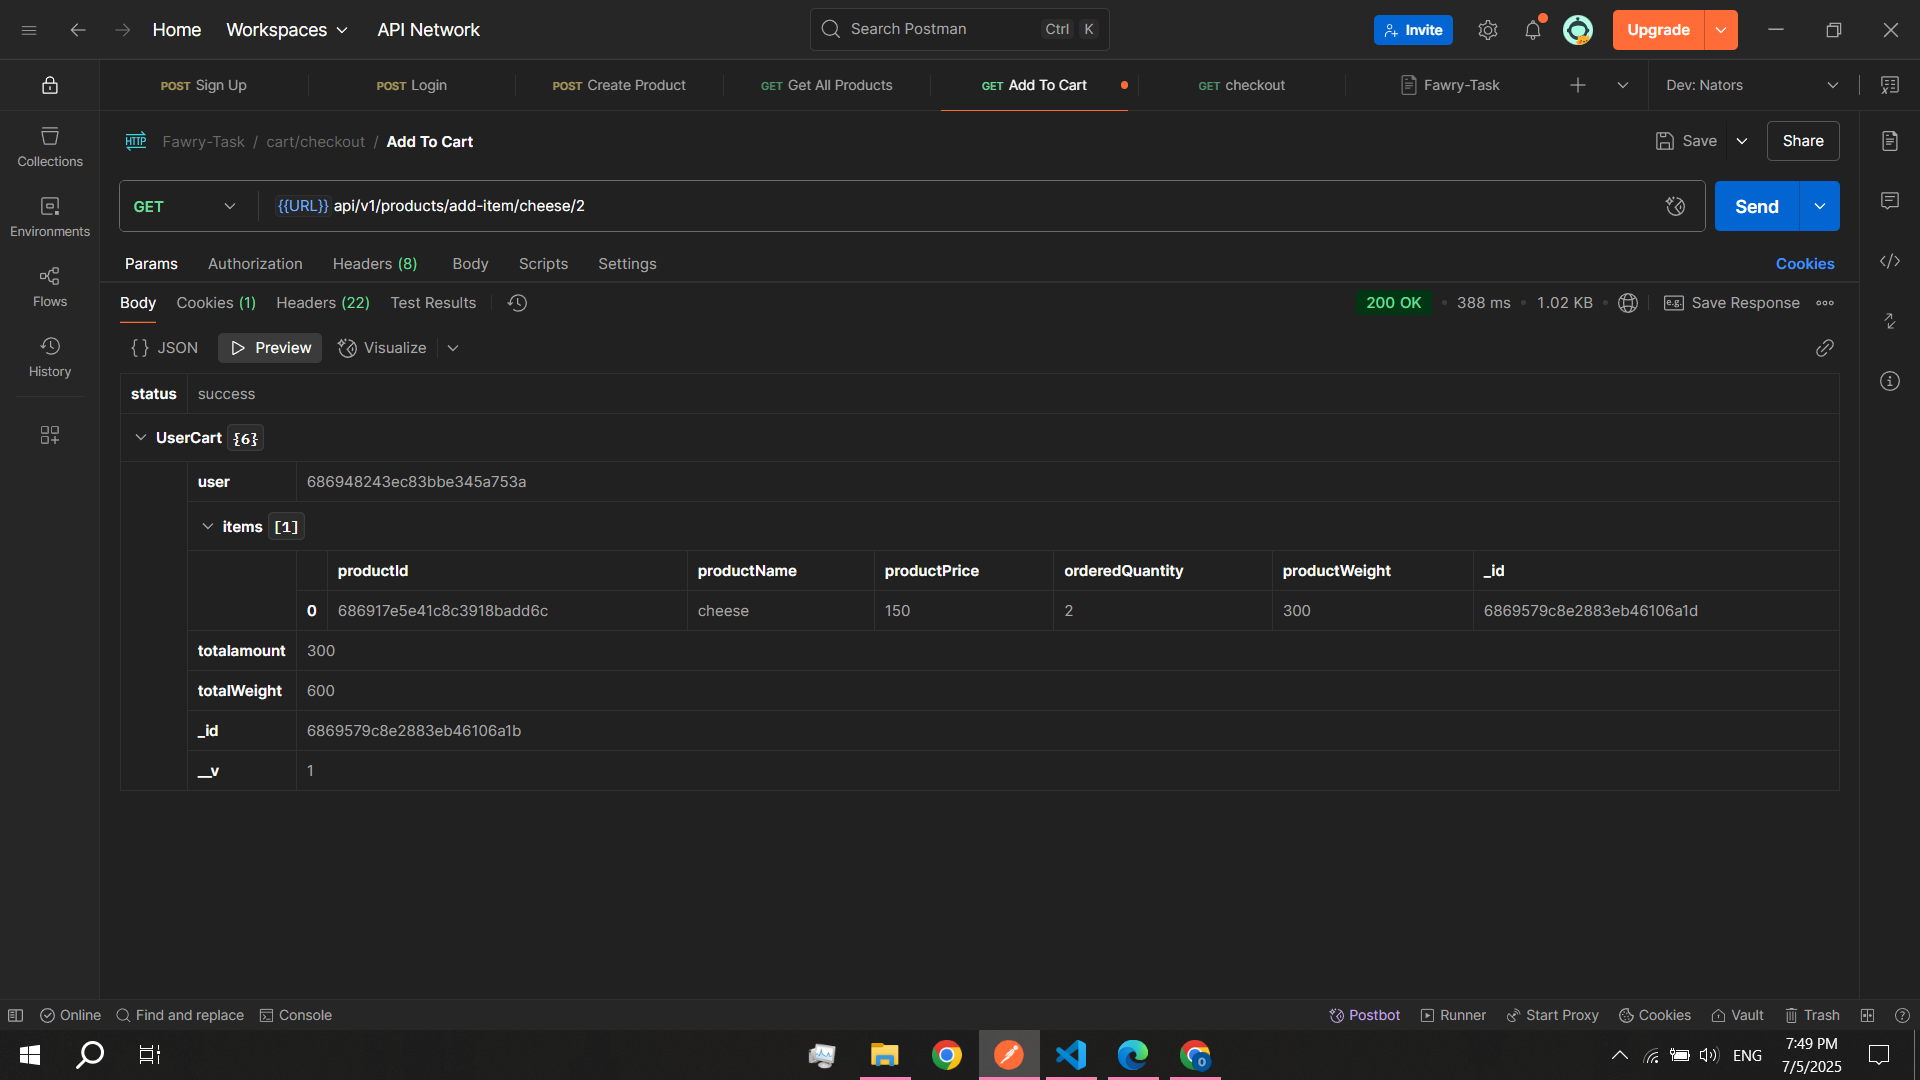 Home Workspaces API Network Search Postman Ctrl K Invite Upgrade
POST Sign Up POST Login POST Create Product GET Get All Products GET Add To Cart GET checkout Fawry-Task Dev: Nators
HTTP Fawry-Task / cart/checkout / Add To Cart Save Share
GET {{URL}} api/v1/products/add-item/cheese/2 Send
Collections
Environments
Flows
History
Params Authorization Headers (8) Body Scripts Settings Cookies
Body Cookies (1) Headers (22) Test Results 200 OK 388 ms 1.02 KB e.g. Save Response
{} JSON Preview Visualize
status success
UserCart {6}
user 686948243ec83bbe345a753a
items [1]
productId productName productPrice orderedQuantity productWeight _id
0 686917e5e41c8c3918badd6c cheese 150 2 300 6869579c8e2883eb46106a1d
totalamount 300
totalWeight 600
_id 6869579c8e2883eb46106a1b
__v 1
Online Find and replace Console Postbot Runner Start Proxy Cookies Vault Trash
ENG 7:49 PM
7/5/2025